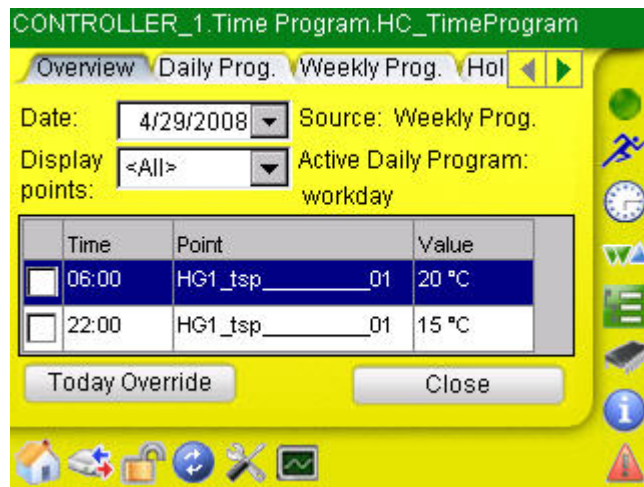 CONTROLLER_1.Time Program.HC_TimeProgram
Overview Daily Prog. Weekly Prog. Hol
Date: 4/29/2008 Source: Weekly Prog.
Display points: <All> Active Daily Program:
workday
Time Point Value
06:00 HG1_tsp_________01 20 °C
22:00 HG1_tsp_________01 15 °C
Today Override Close